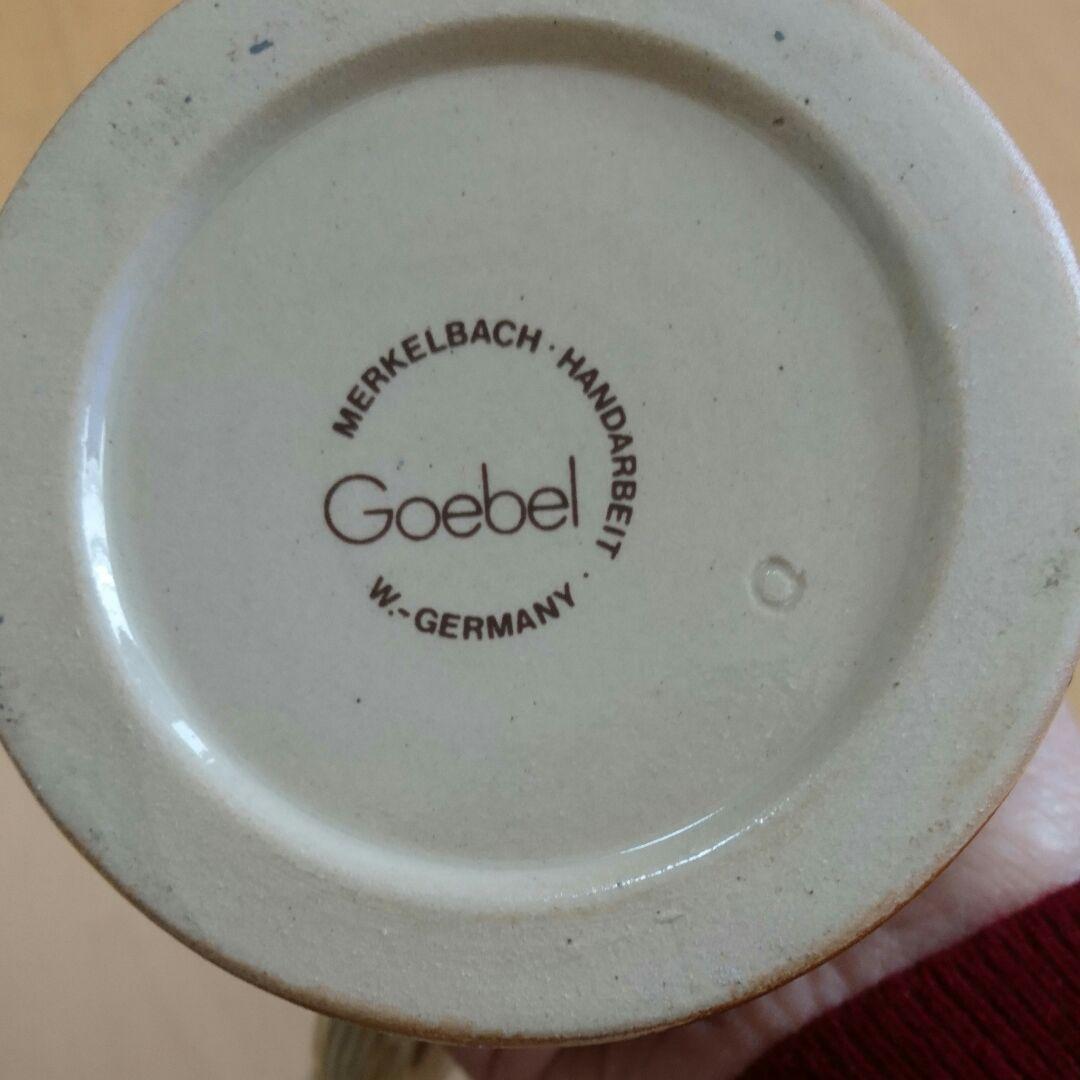 MERKELBACH · HANDARBEIT ·
Goebel
W.-GERMANY
Q